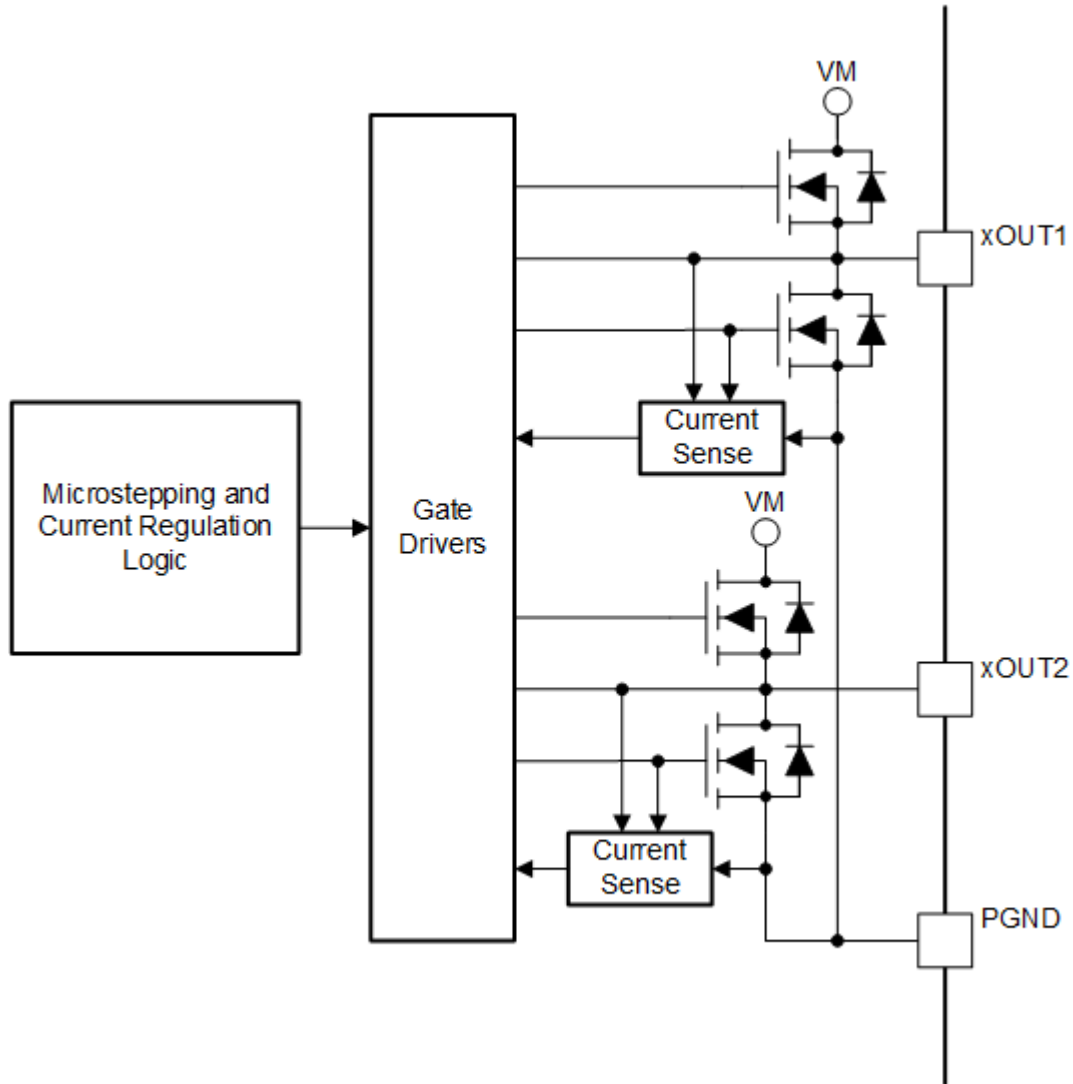 VM
xOUT1
Current
Sense
Microstepping and
Current Regulation
Logic
Gate
Drivers
VM
xOUT2
Current
Sense
PGND